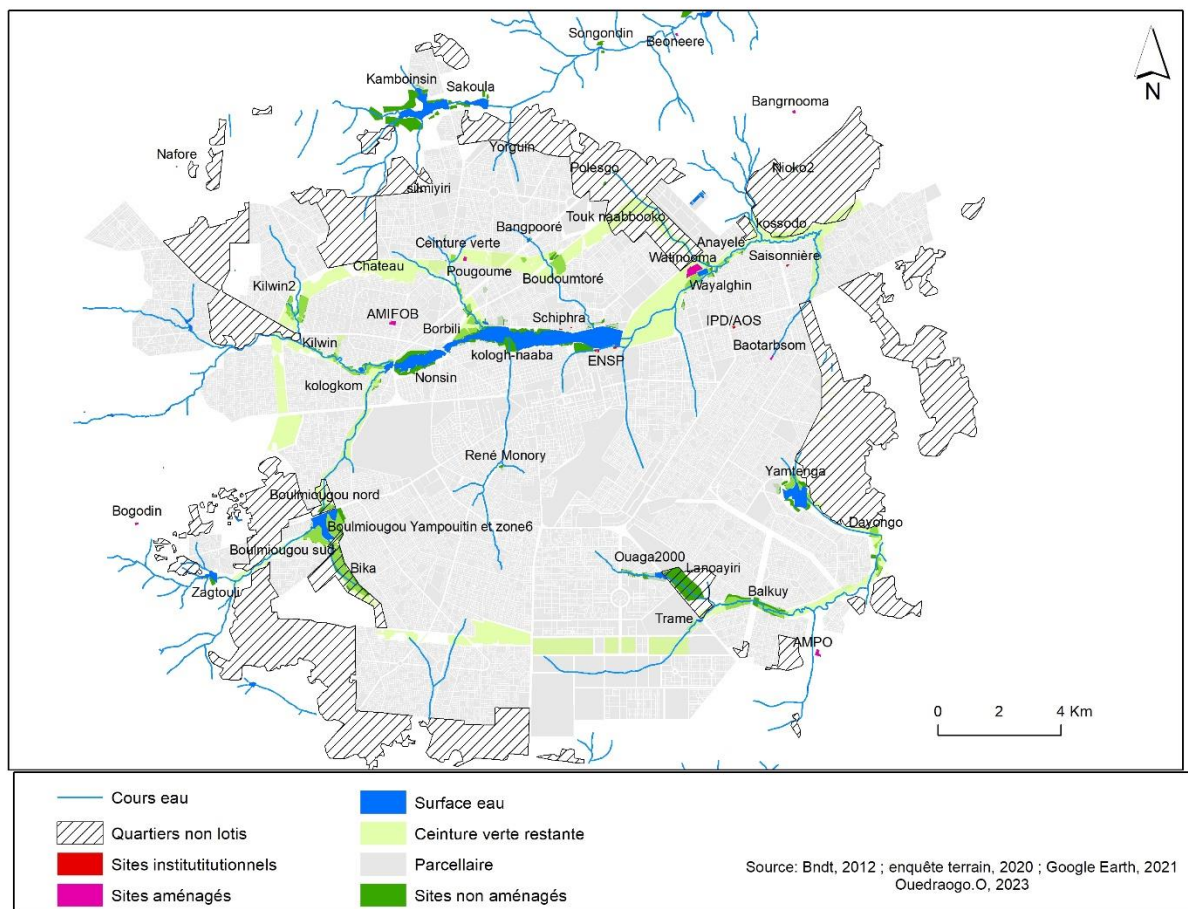 Songondin
Beoneere
N
Kamboinsin
Sakoula
Bangrnooma
Nafore
Yorguin
Polesgo
Nioko2
silmiyiri
Touk naabbooko
kossodo
Bangpooré
Anayele
Ceinture verte
Watinooma
Saisonnière
Chateau
Pougoume
Boudoumtoré
Wayalghin
Kilwin2
AMIFOB
Borbili
Schiphra
IPD/AOS
Kilwin
kologh-naaba
ENSP
Baotarbsom
kologkom
Nonsin
René Monory
Yamtenga
Boulmiougou nord
Bogodin
Boulmiougou Yampouitin et zone6
Dayongo
Boulmiougou sud
Bika
Ouaga2000
Lanoayiri
Zagtouli
Balkuy
Trame
AMPO
0 2 4 Km
Cours eau
Surface eau
Quartiers non lotis
Ceinture verte restante
Sites institutitutionnels
Parcellaire
Sites aménagés
Sites non aménagés
Source: Bndt, 2012 ; enquête terrain, 2020 ; Google Earth, 2021
Ouedraogo.O, 2023